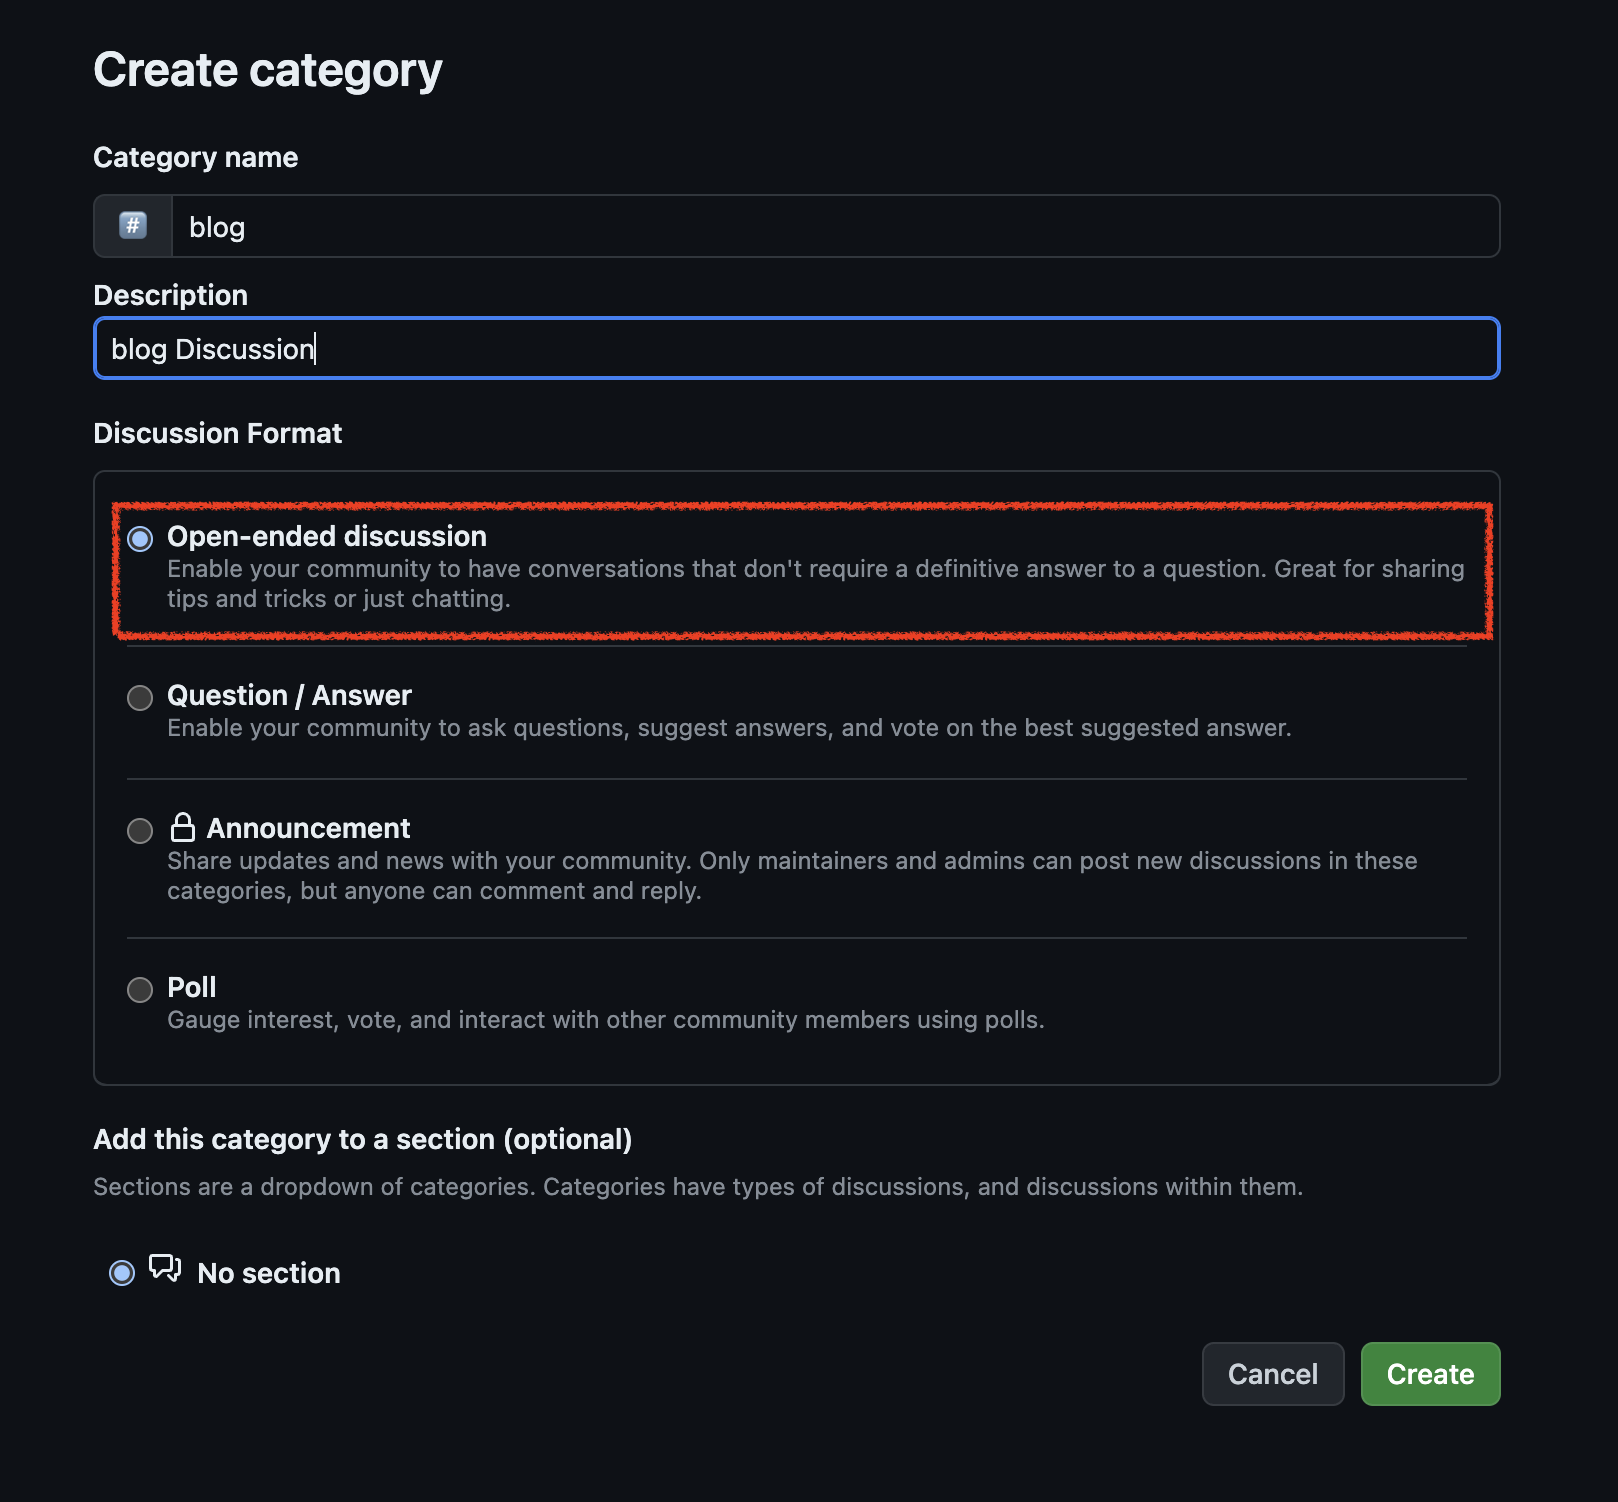 Create category
Category name
# blog
Description
blog Discussion
Discussion Format
Open-ended discussion
Enable your community to have conversations that don't require a definitive answer to a question. Great for sharing
tips and tricks or just chatting.
Question / Answer
Enable your community to ask questions, suggest answers, and vote on the best suggested answer.
Announcement
Share updates and news with your community. Only maintainers and admins can post new discussions in these
categories, but anyone can comment and reply.
Poll
Gauge interest, vote, and interact with other community members using polls.
Add this category to a section (optional)
Sections are a dropdown of categories. Categories have types of discussions, and discussions within them.
No section
Cancel Create